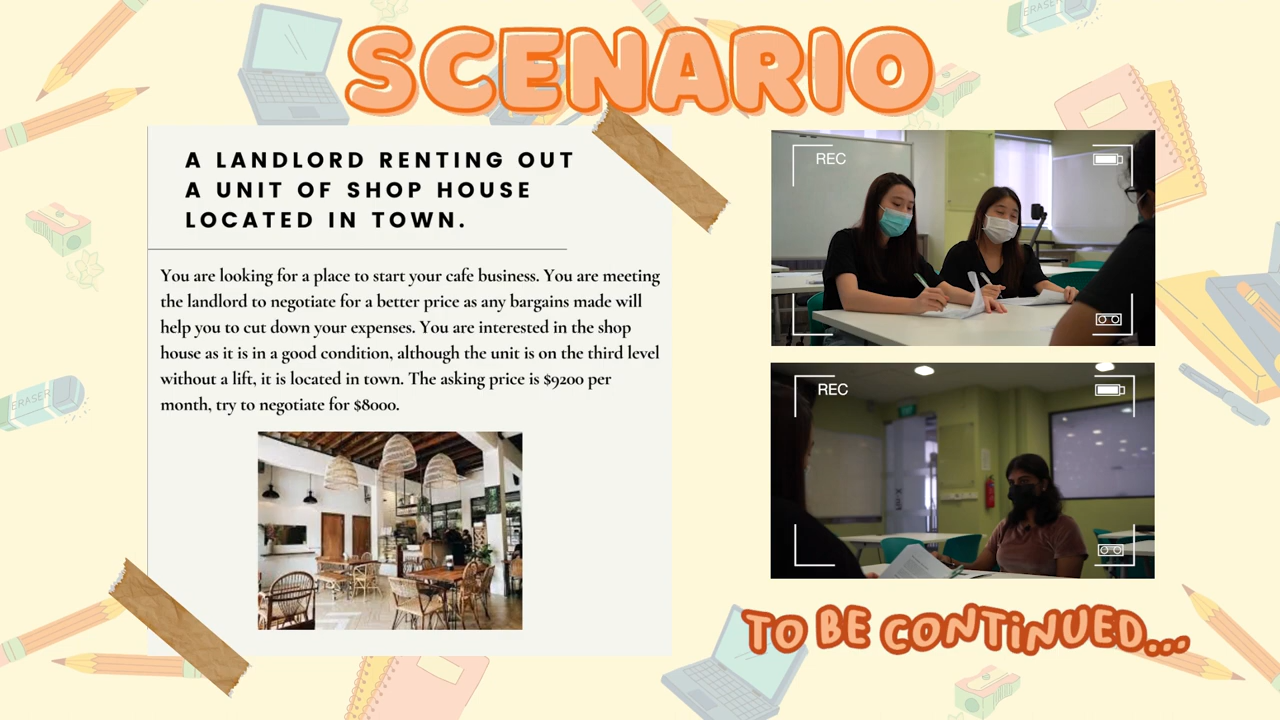 SCENARIO
A LANDLORD RENTING OUT
A UNIT OF SHOP HOUSE
LOCATED IN TOWN.
You are looking for a place to start your cafe business. You are meeting
the landlord to negotiate for a better price as any bargains made will
help you to cut down your expenses. You are interested in the shop
house as it is in a good condition, although the unit is on the third level
without a lift, it is located in town. The asking price is $9200 per
month, try to negotiate for $8000.
REC
REC
TO BE CONTiNUED...
ERASER
ERASER